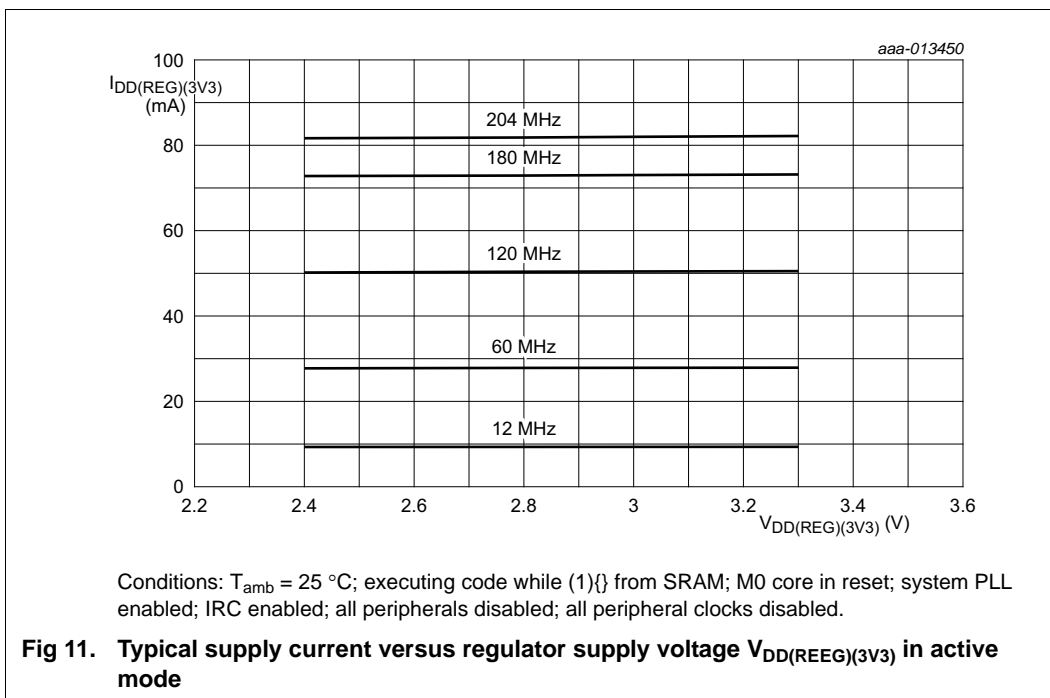 aaa-013450
100
I_DD(REG)(3V3)
(mA)
204 MHz
80
180 MHz
60
120 MHz
40
60 MHz
20
12 MHz
0
2.2 2.4 2.6 2.8 3 3.2 3.4 3.6
V_DD(REG)(3V3) (V)
Conditions: T_amb = 25 °C; executing code while (1){} from SRAM; M0 core in reset; system PLL
enabled; IRC enabled; all peripherals disabled; all peripheral clocks disabled.
Fig 11. Typical supply current versus regulator supply voltage V_DD(REEG)(3V3) in active
mode